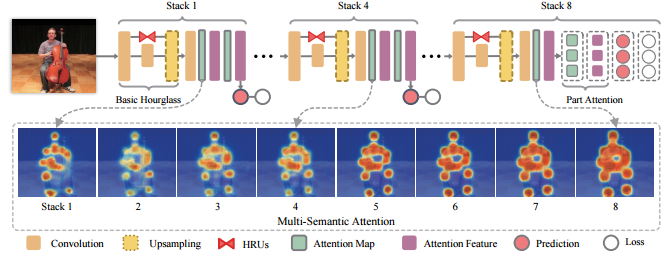 Stack 1 Stack 4 Stack 8
Basic Hourglass Part Attention
Stack 1 2 3 4 5 6 7 8
Multi-Semantic Attention
Convolution Upsampling HRUs Attention Map Attention Feature Prediction Loss